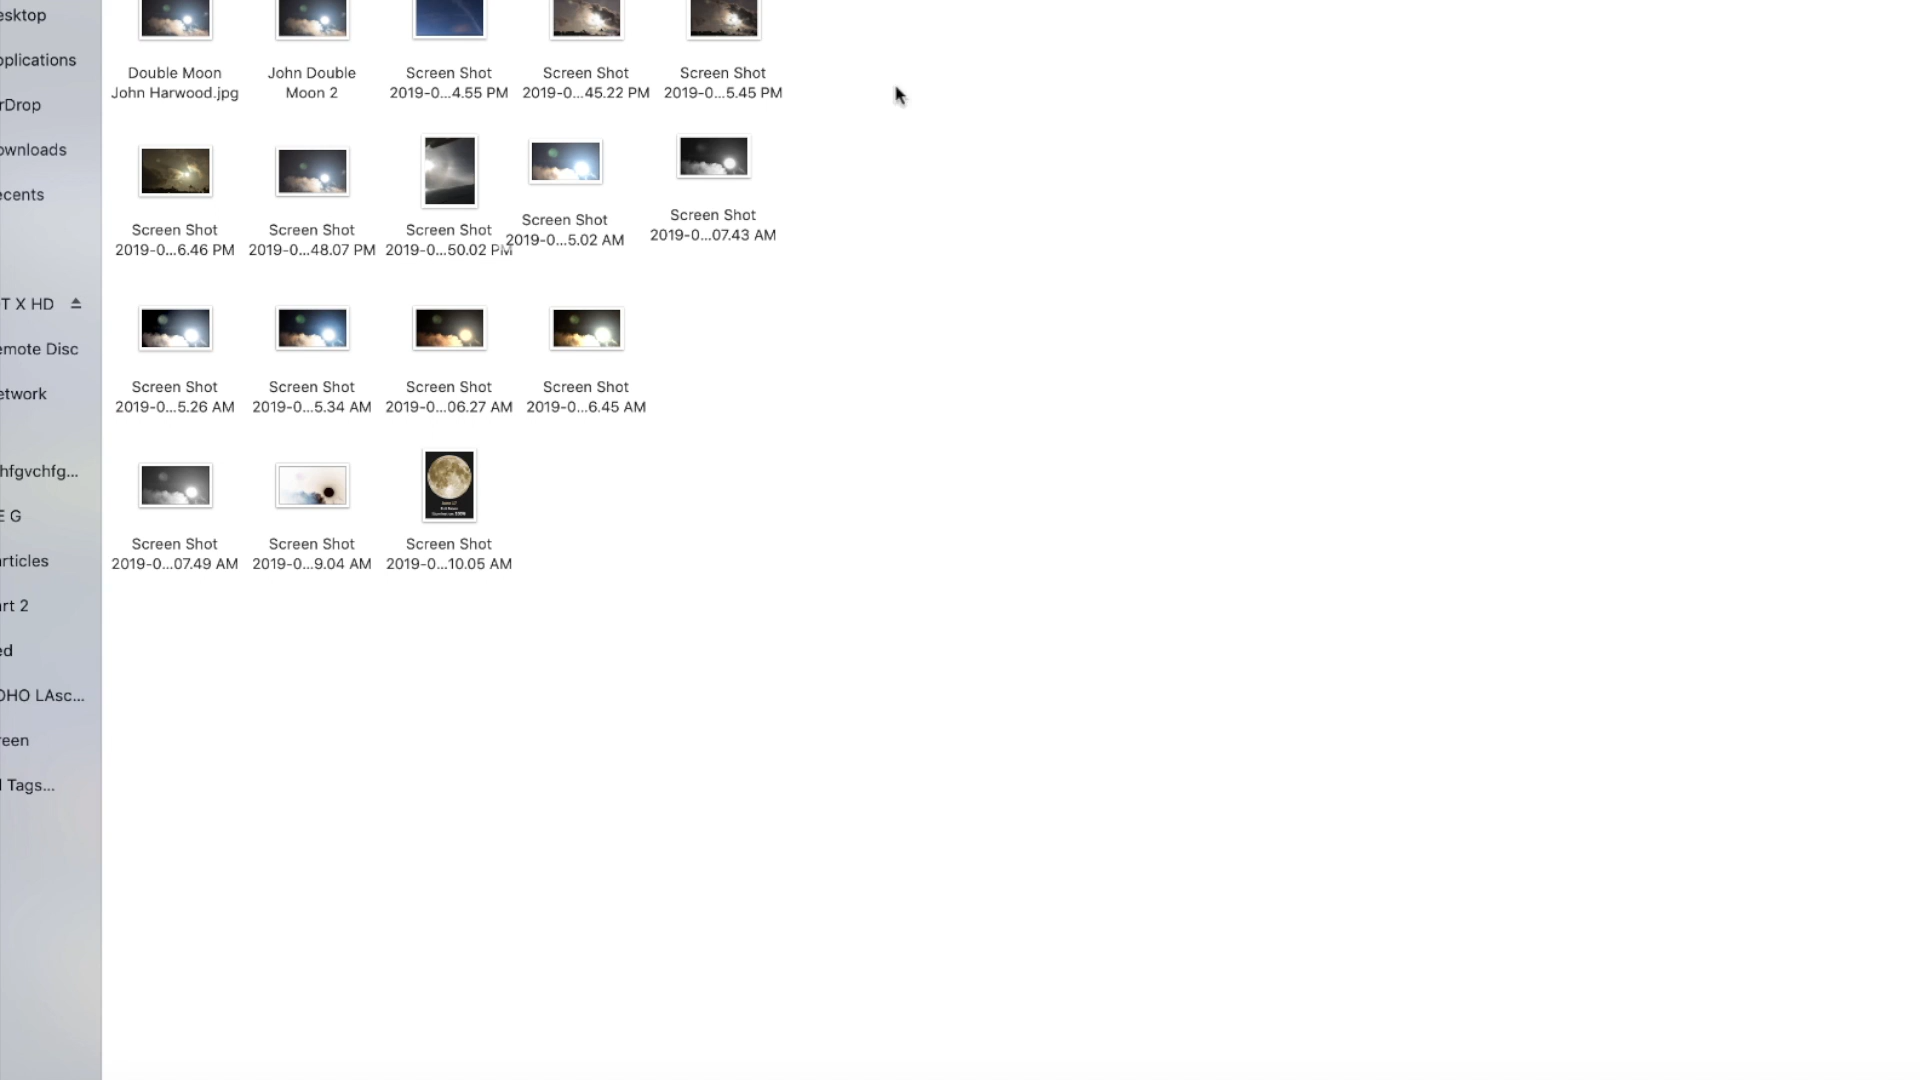 esktop
pplications
rDrop
ownloads
ecents
T X HD
emote Disc
etwork
hfgvchfg...
E G
articles
art 2
ed
OHO LAsc...
reen
l Tags...
Double Moon
John Harwood.jpg
John Double
Moon 2
Screen Shot
2019-0...4.55 PM
Screen Shot
2019-0...45.22 PM
Screen Shot
2019-0...5.45 PM
Screen Shot
2019-0...6.46 PM
Screen Shot
2019-0...48.07 PM
Screen Shot
2019-0...50.02 PM
Screen Shot
2019-0...5.02 AM
Screen Shot
2019-0...07.43 AM
Screen Shot
2019-0...5.26 AM
Screen Shot
2019-0...5.34 AM
Screen Shot
2019-0...06.27 AM
Screen Shot
2019-0...6.45 AM
Screen Shot
2019-0...07.49 AM
Screen Shot
2019-0...9.04 AM
Screen Shot
2019-0...10.05 AM